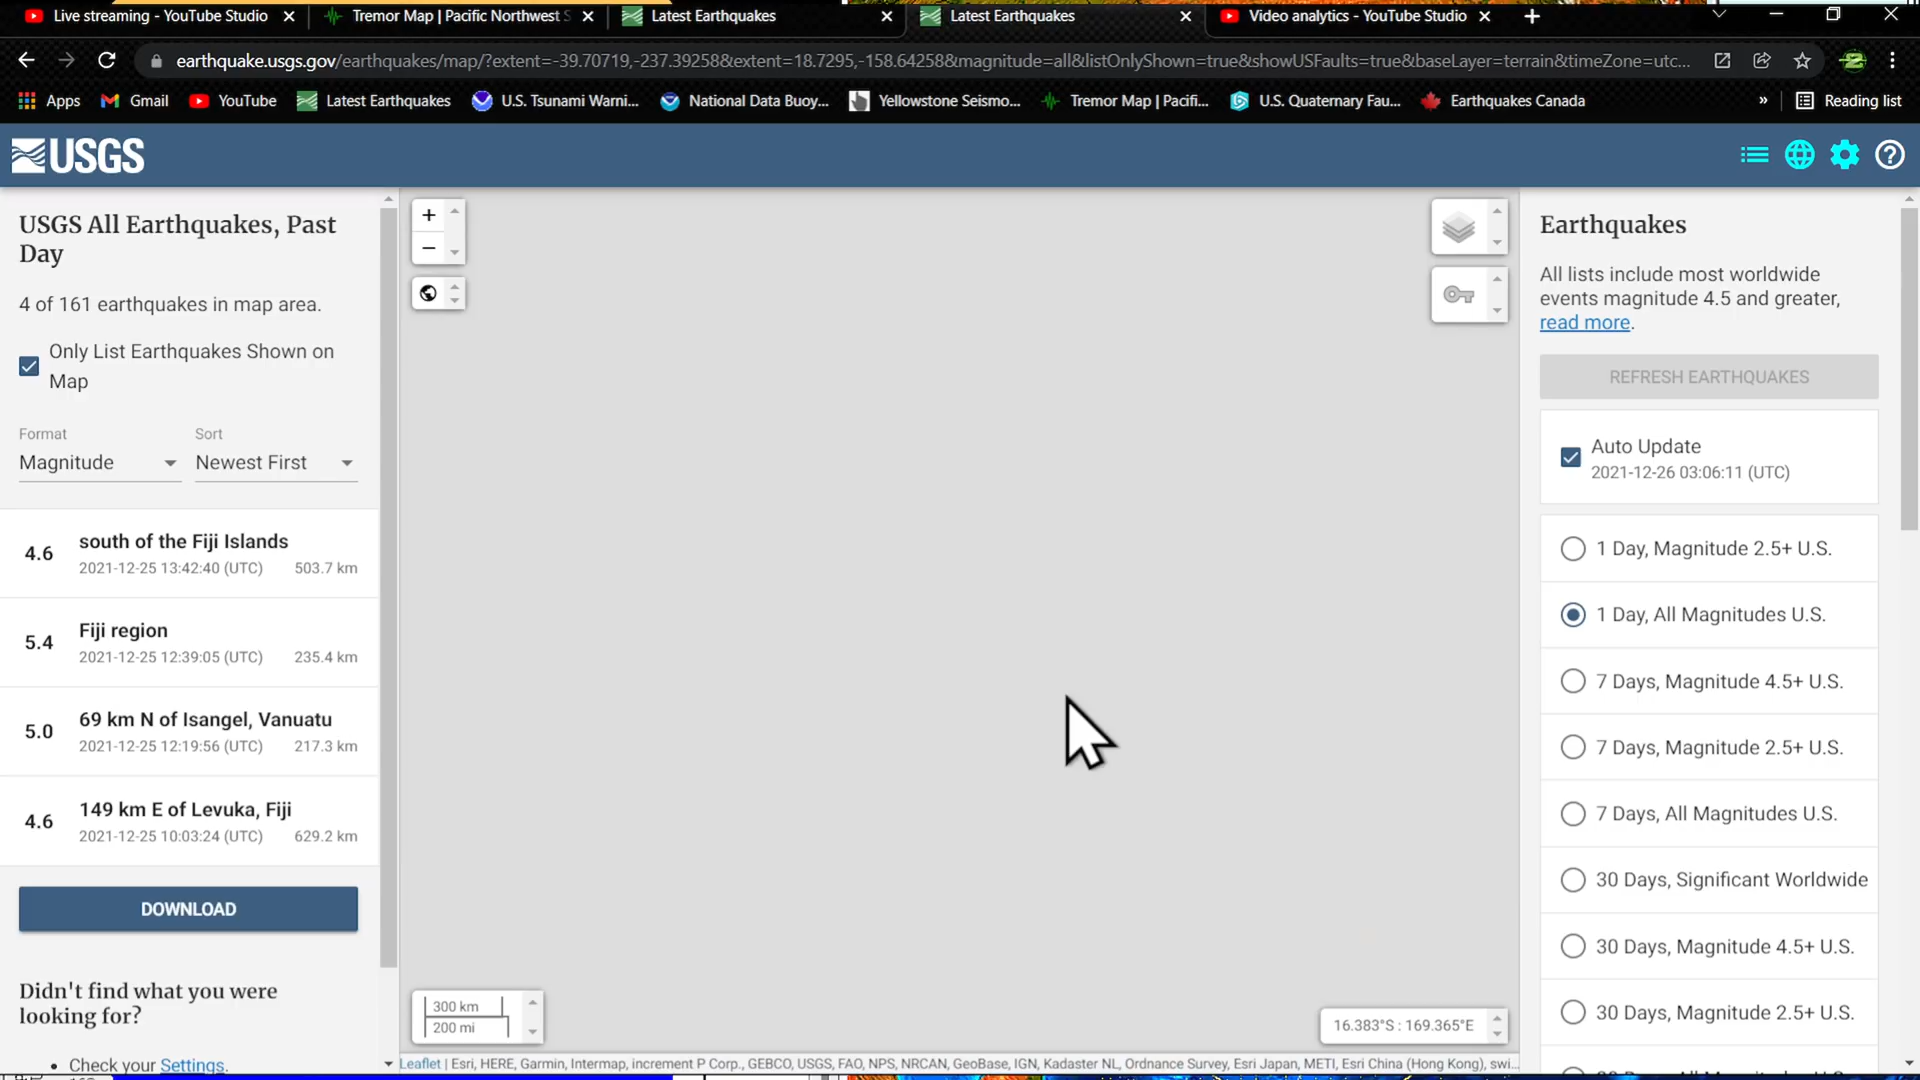 Live streaming - YouTube Studio
Tremor Map | Pacific Northwest S
Latest Earthquakes
Latest Earthquakes
Video analytics - YouTube Studio
earthquake.usgs.gov/earthquakes/map/?extent=-39.70719,-237.39258&extent=18.7295,-158.64258&magnitude=all&listOnlyShown=true&showUSFaults=true&baseLayer=terrain&timeZone=utc...
Apps
Gmail
YouTube
Latest Earthquakes
U.S. Tsunami Warni...
National Data Buoy...
Yellowstone Seismo...
Tremor Map | Pacifi...
U.S. Quaternary Fau...
Earthquakes Canada
»
Reading list
USGS
USGS All Earthquakes, Past
Day
4 of 161 earthquakes in map area.
Only List Earthquakes Shown on
Map
Format
Magnitude
Sort
Newest First
4.6
south of the Fiji Islands
2021-12-25 13:42:40 (UTC) 503.7 km
5.4
Fiji region
2021-12-25 12:39:05 (UTC) 235.4 km
5.0
69 km N of Isangel, Vanuatu
2021-12-25 12:19:56 (UTC) 217.3 km
4.6
149 km E of Levuka, Fiji
2021-12-25 10:03:24 (UTC) 629.2 km
DOWNLOAD
Didn't find what you were
looking for?
• Check your Settings.
+
−
300 km
200 mi
16.383°S : 169.365°E
Leaflet | Esri, HERE, Garmin, Intermap, increment P Corp., GEBCO, USGS, FAO, NPS, NRCAN, GeoBase, IGN, Kadaster NL, Ordnance Survey, Esri Japan, METI, Esri China (Hong Kong), swi...
Earthquakes
All lists include most worldwide
events magnitude 4.5 and greater,
read more.
REFRESH EARTHQUAKES
Auto Update
2021-12-26 03:06:11 (UTC)
1 Day, Magnitude 2.5+ U.S.
1 Day, All Magnitudes U.S.
7 Days, Magnitude 4.5+ U.S.
7 Days, Magnitude 2.5+ U.S.
7 Days, All Magnitudes U.S.
30 Days, Significant Worldwide
30 Days, Magnitude 4.5+ U.S.
30 Days, Magnitude 2.5+ U.S.